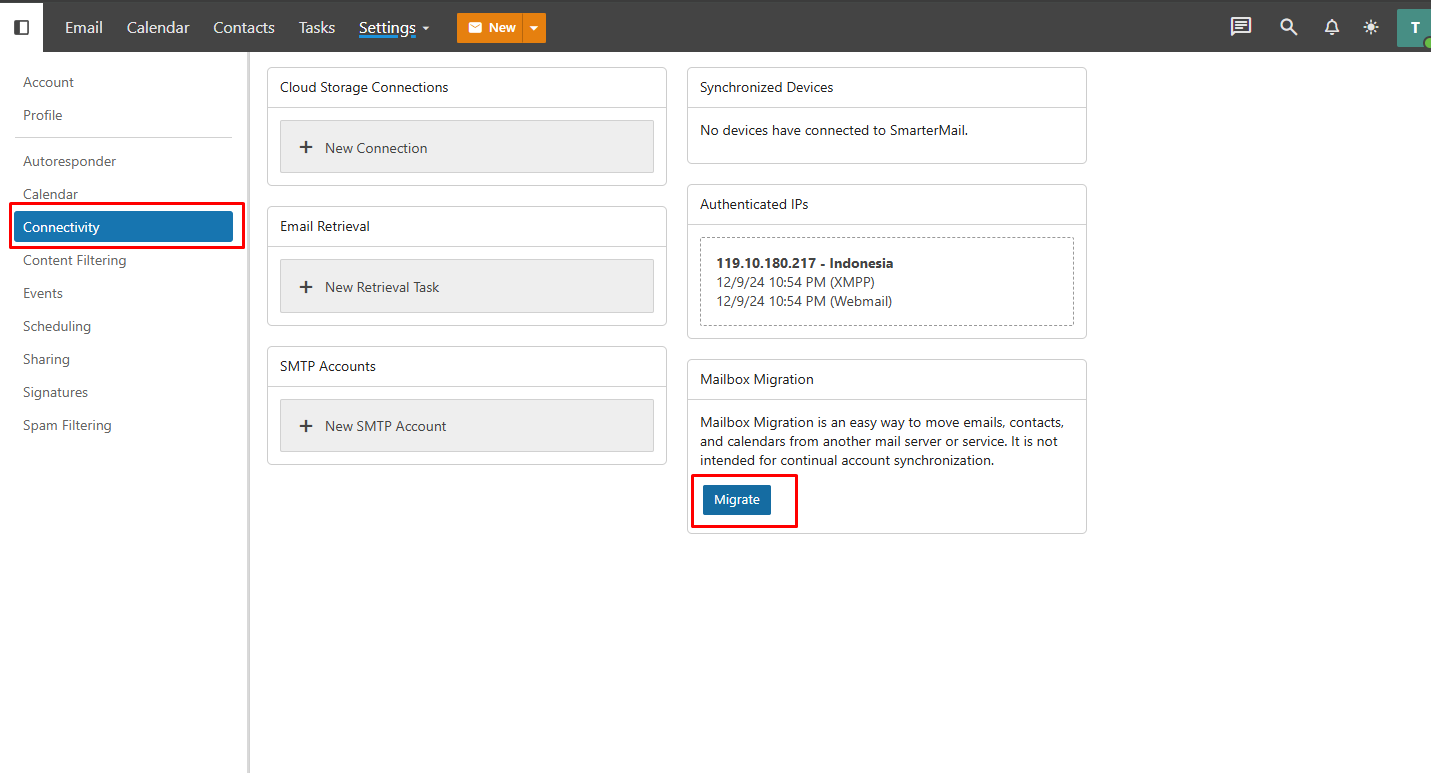 Email
Calendar
Contacts
Tasks
Settings
New
T
Account
Profile
Autoresponder
Calendar
Connectivity
Content Filtering
Events
Scheduling
Sharing
Signatures
Spam Filtering
Cloud Storage Connections
New Connection
Email Retrieval
New Retrieval Task
SMTP Accounts
New SMTP Account
Synchronized Devices
No devices have connected to SmarterMail.
Authenticated IPs
119.10.180.217 - Indonesia
12/9/24 10:54 PM (XMPP)
12/9/24 10:54 PM (Webmail)
Mailbox Migration
Mailbox Migration is an easy way to move emails, contacts,
and calendars from another mail server or service. It is not
intended for continual account synchronization.
Migrate